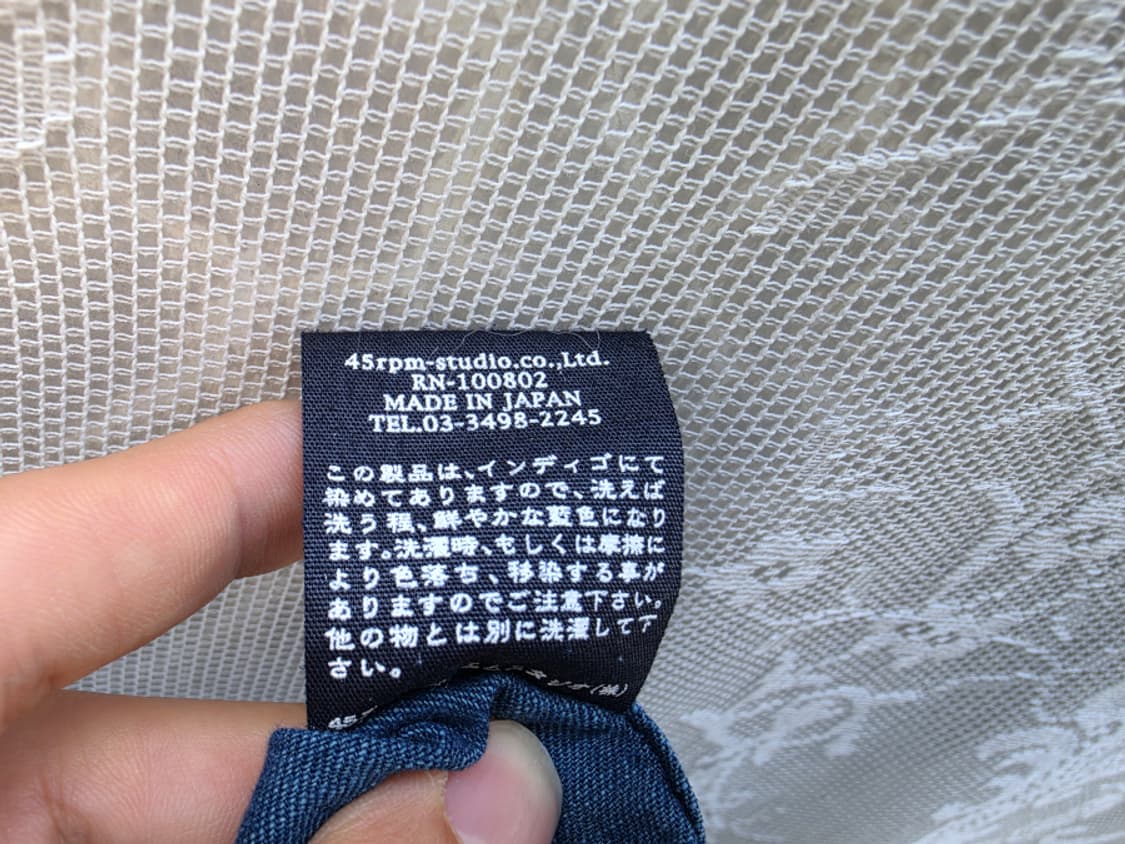 45rpm-studio.co.,Ltd.
RN-100802
MADE IN JAPAN
TEL.03-3498-2245
この製品は、インディゴにて
染めてありますので、洗えば
洗う程、鮮やかな藍色になり
ます。洗濯時、もしくは摩擦に
より色落ち、移染する事が
ありますのでご注意下さい。
他の物とは別に洗濯して下
さい。